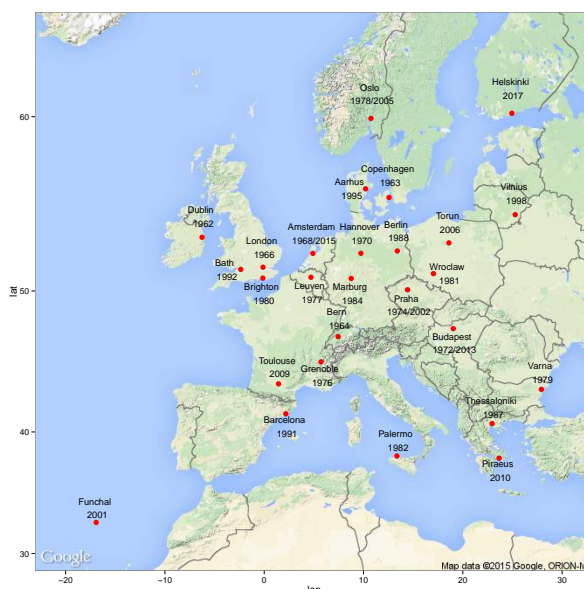 Oslo
1978/2005
Helskinki
2017
60
Copenhagen
1963
Aarhus
1995
Vilnius
1998
Dublin
1962
Torun
2006
London
1966
Amsterdam
1968/2015
Hannover
1970
Berlin
1988
Bath
1992
Wroclaw
1981
Brighton
1980
Leuven
1977
Marburg
1984
Praha
1974/2002
lat
50
Bern
1964
Budapest
1972/2013
Toulouse
2009
Grenoble
1976
Varna
1979
Thessaloniki
1987
Barcelona
1991
40
Palermo
1982
Piraeus
2010
Funchal
2001
30
Google
Map data ©2015 Google, ORION-M
−20
−10
0
10
20
30
lon